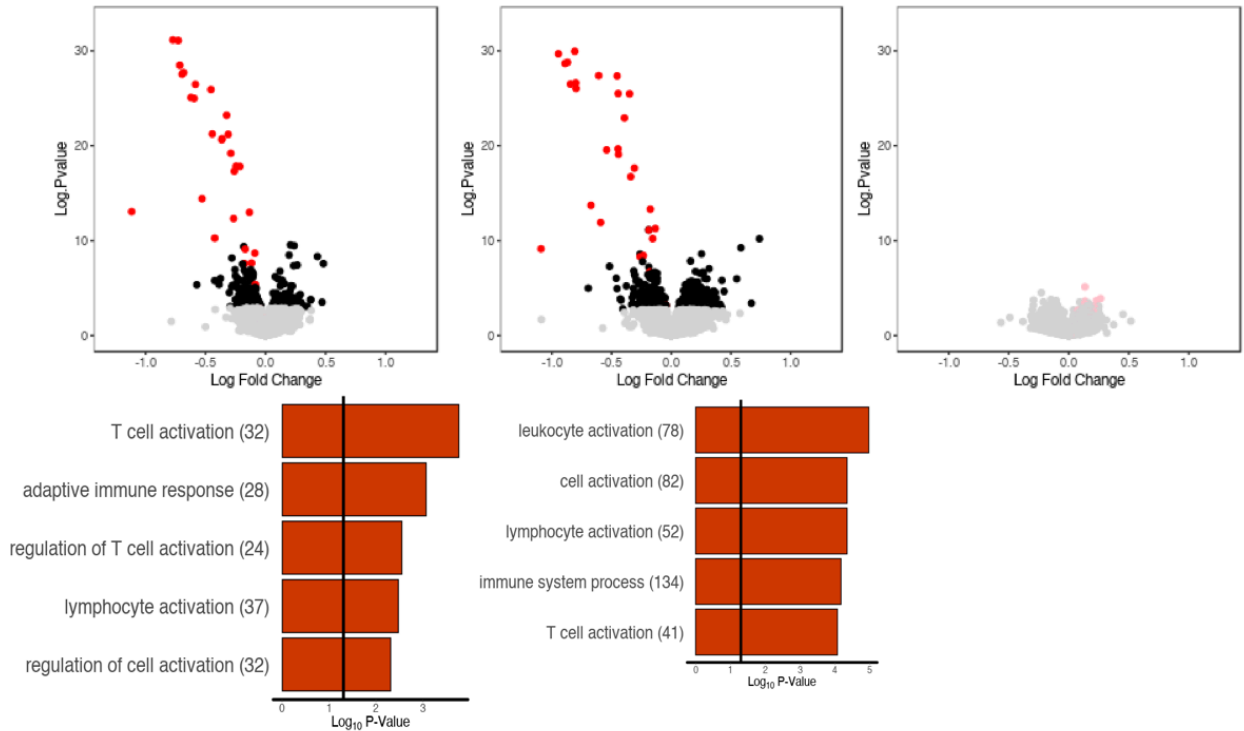 30
20
10
0
Log.Pvalue
-1.0
-0.5
0.0
0.5
1.0
Log Fold Change
30
20
10
0
Log.Pvalue
-1.0
-0.5
0.0
0.5
1.0
Log Fold Change
30
20
10
0
Log.Pvalue
-1.0
-0.5
0.0
0.5
1.0
Log Fold Change
T cell activation (32)
adaptive immune response (28)
regulation of T cell activation (24)
lymphocyte activation (37)
regulation of cell activation (32)
0 1 2 3
Log₁₀ P-Value
leukocyte activation (78)
cell activation (82)
lymphocyte activation (52)
immune system process (134)
T cell activation (41)
0 1 2 3 4 5
Log₁₀ P-Value